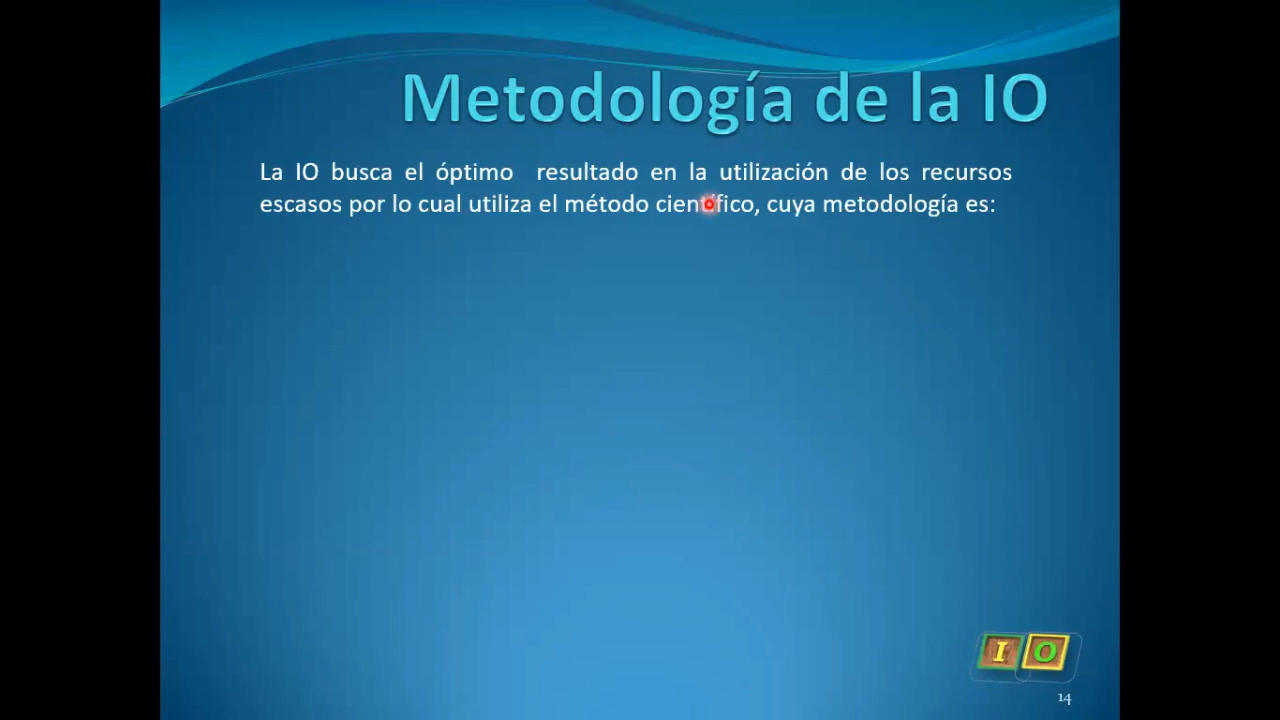 Metodología de la IO
La IO busca el óptimo resultado en la utilización de los recursos
escasos por lo cual utiliza el método científico, cuya metodología es:
I O
14